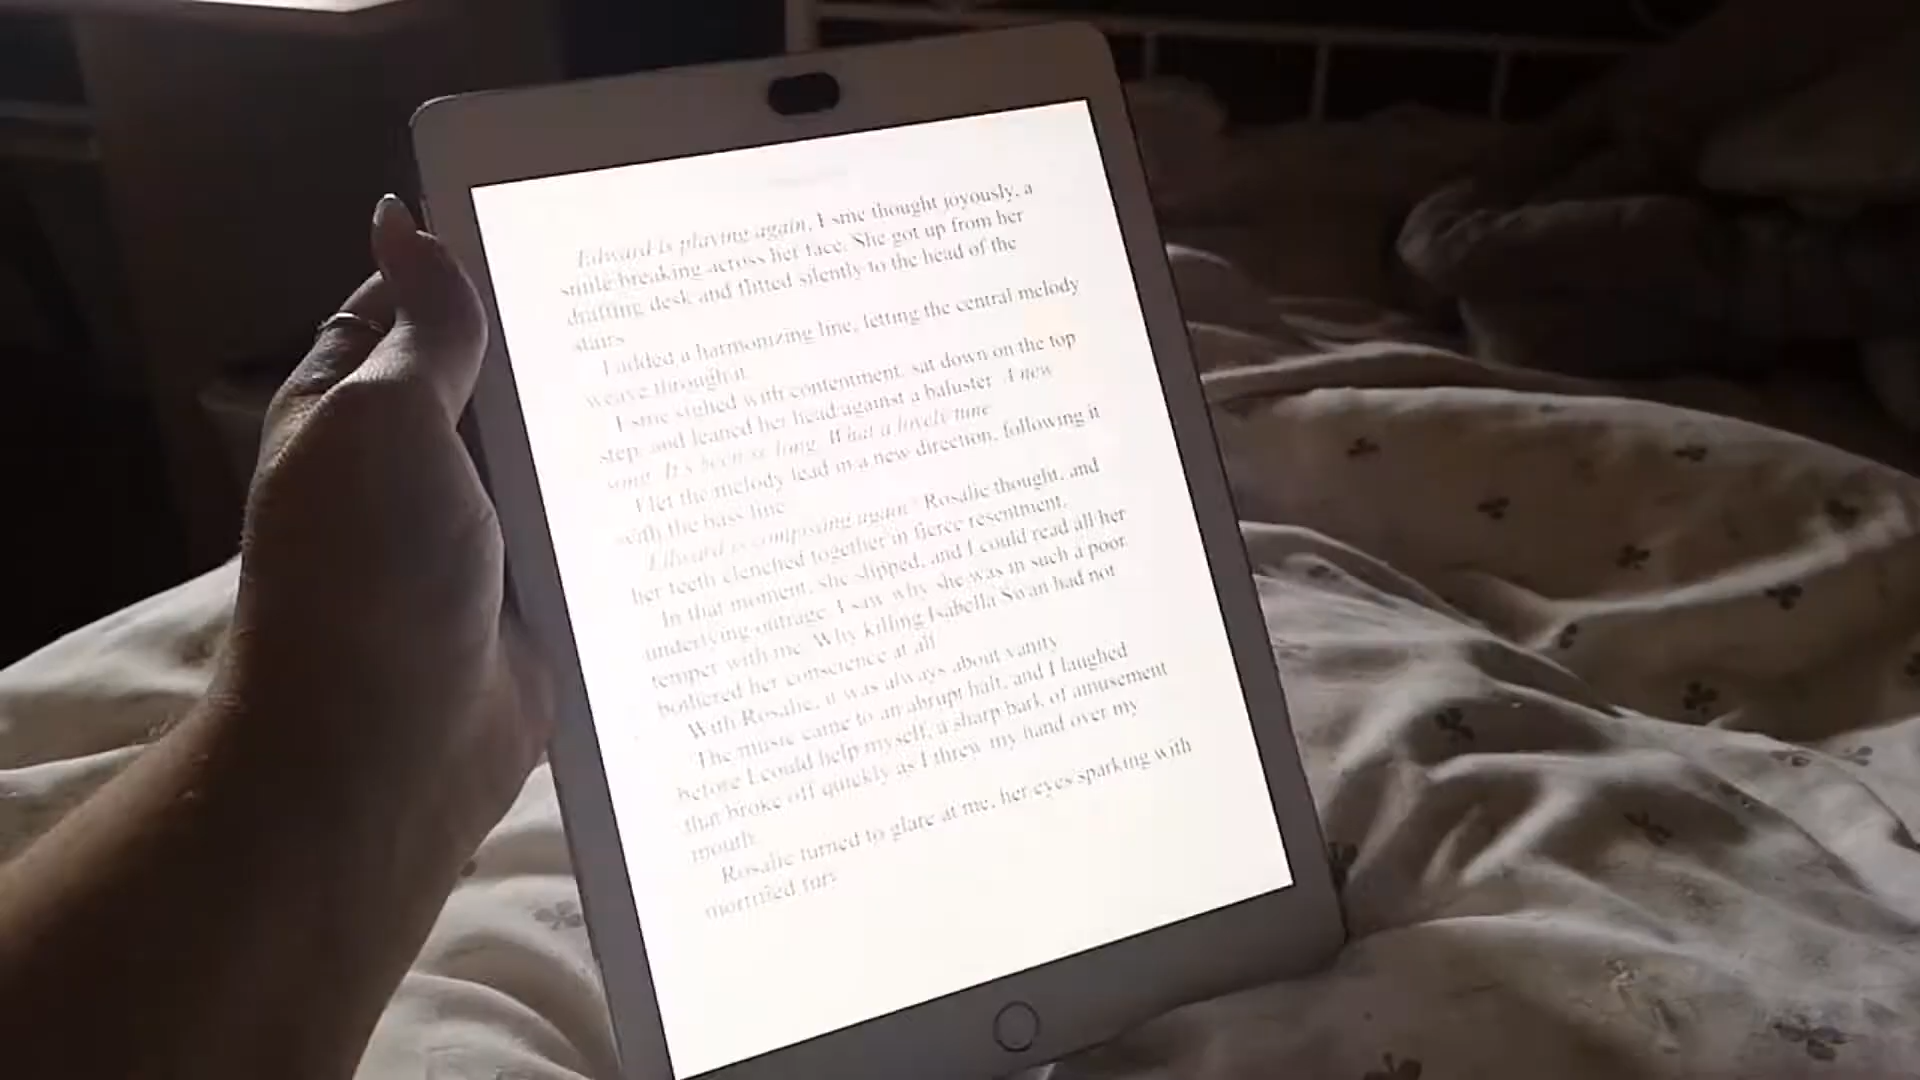 Edward is playing again, Esme thought joyously, a
smile breaking across her face. She got up from her
drafting desk and flitted silently to the head of the
stairs.
I added a harmonizing line, letting the central melody
weave through it.
Esme sighed with contentment, sat down on the top
step, and leaned her head against a baluster. A new
song. It's been so long. What a lovely tune.
I let the melody lead in a new direction, following it
with the bass line.
Edward is composing again? Rosalie thought, and
her teeth clenched together in fierce resentment.
In that moment, she slipped, and I could read all her
underlying outrage. I saw why she was in such a poor
temper with me. Why killing Isabella Swan had not
bothered her conscience at all.
With Rosalie, it was always about vanity.
The music came to an abrupt halt, and I laughed
before I could help myself, a sharp bark of amusement
that broke off quickly as I threw my hand over my
mouth.
Rosalie turned to glare at me, her eyes sparking with
mortified fury.